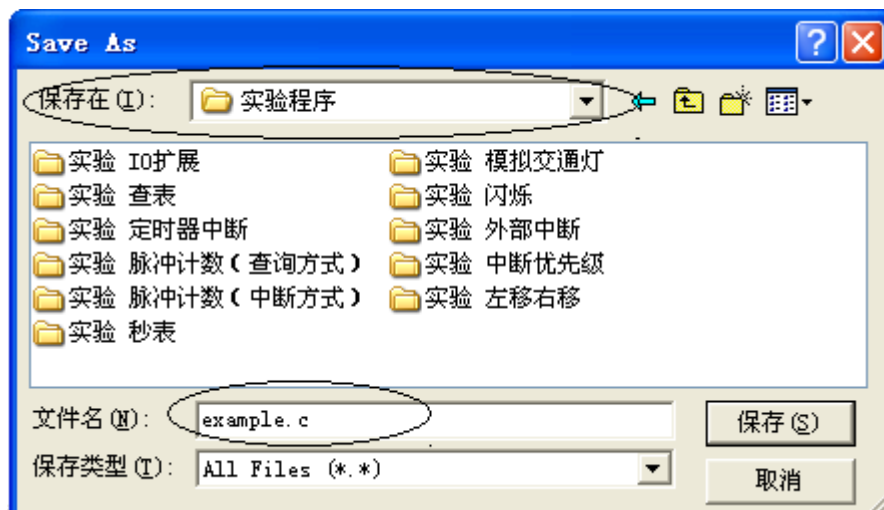 Save As
保存在(I): 实验程序
实验 IO扩展
实验 查表
实验 定时器中断
实验 脉冲计数(查询方式)
实验 脉冲计数(中断方式)
实验 秒表
实验 模拟交通灯
实验 闪烁
实验 外部中断
实验 中断优先级
实验 左移右移
文件名(N): example.c
保存(S)
保存类型(T): All Files (*.*)
取消